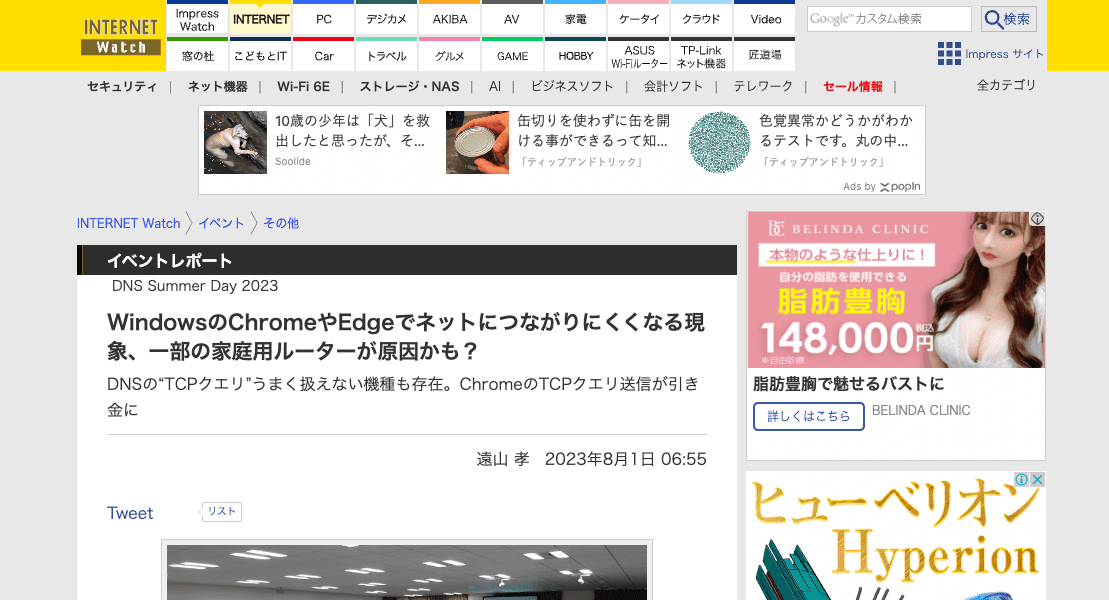 INTERNET
Watch
Impress
Watch
INTERNET
PC
デジカメ
AKIBA
AV
家電
ケータイ
クラウド
Video
窓の杜
こどもとIT
Car
トラベル
グルメ
GAME
HOBBY
ASUS
Wi-Fiルーター
TP-Link
ネット機器
匠道場
Google™カスタム検索
検索
Impress サイト
セキュリティ | ネット機器 | Wi-Fi 6E | ストレージ・NAS | AI | ビジネスソフト | 会計ソフト | テレワーク | セール情報 |
全カテゴリ
10歳の少年は「犬」を救
出したと思ったが、そ...
Soolide
缶切りを使わずに缶を開
ける事ができるって知...
「ティップアンドトリック」
色覚異常かどうかがわか
るテストです。丸の中...
「ティップアンドトリック」
Ads by popIn
INTERNET Watch
イベント
その他
イベントレポート
DNS Summer Day 2023
WindowsのChromeやEdgeでネットにつながりにくくなる現
象、一部の家庭用ルーターが原因かも？
DNSの“TCPクエリ”うまく扱えない機種も存在。ChromeのTCPクエリ送信が引き
金に
遠山 孝 2023年8月1日 06:55
Tweet
リスト
BELINDA CLINIC
本物のような仕上りに！
自分の脂肪を使用できる
脂肪豊胸
148,000円
税込
※自由診療
脂肪豊胸で魅せるバストに
詳しくはこちら
BELINDA CLINIC
ヒューベリオン
Hyperion